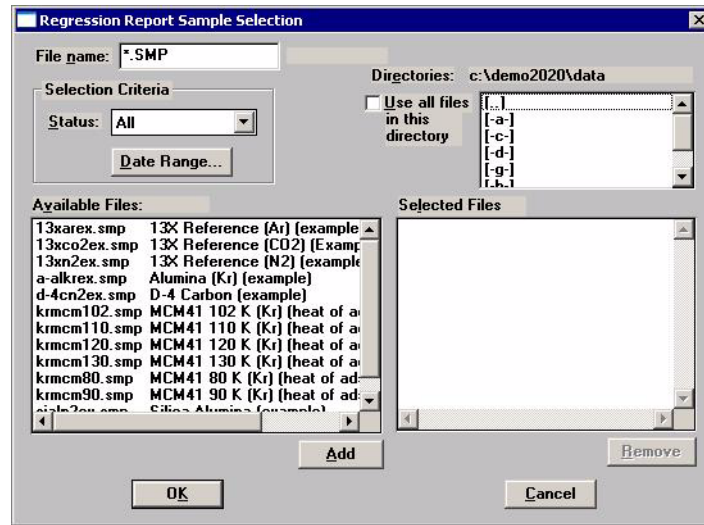 Regression Report Sample Selection
File name: *.SMP
Directories: c:\demo2020\data
Selection Criteria
Status: All
Date Range...
Use all files
in this
directory
[..]
[-a-]
[-c-]
[-d-]
[-g-]
Available Files:
13xarex.smp 13X Reference (Ar) (example
13xco2ex.smp 13X Reference (CO2) (Examp
13xn2ex.smp 13X Reference (N2) (example
a-alkrex.smp Alumina (Kr) (example)
d-4cn2ex.smp D-4 Carbon (example)
krmcm102.smp MCM41 102 K (Kr) (heat of a
krmcm110.smp MCM41 110 K (Kr) (heat of a
krmcm120.smp MCM41 120 K (Kr) (heat of a
krmcm130.smp MCM41 130 K (Kr) (heat of a
krmcm80.smp MCM41 80 K (Kr) (heat of ad
krmcm90.smp MCM41 90 K (Kr) (heat of ad
Silica Alumina (example)
Selected Files
Add
Remove
OK
Cancel